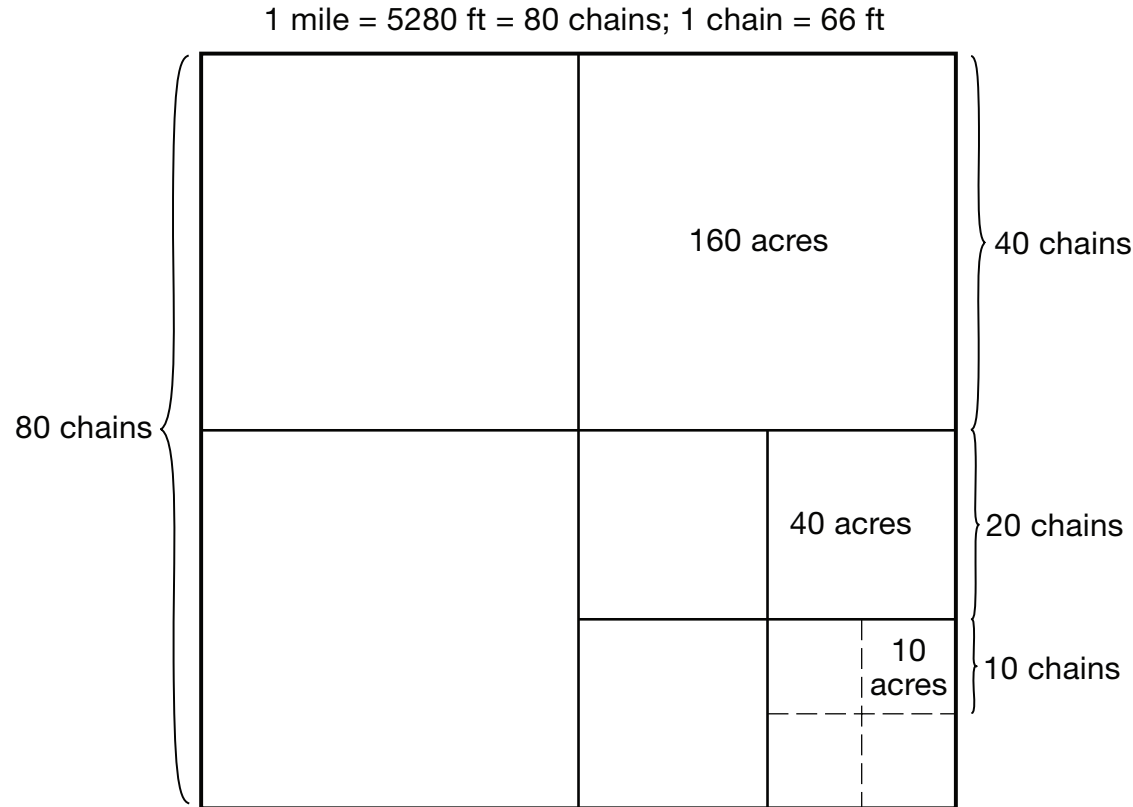 1 mile = 5280 ft = 80 chains; 1 chain = 66 ft
160 acres
40 chains
80 chains
40 acres
20 chains
10
acres
10 chains